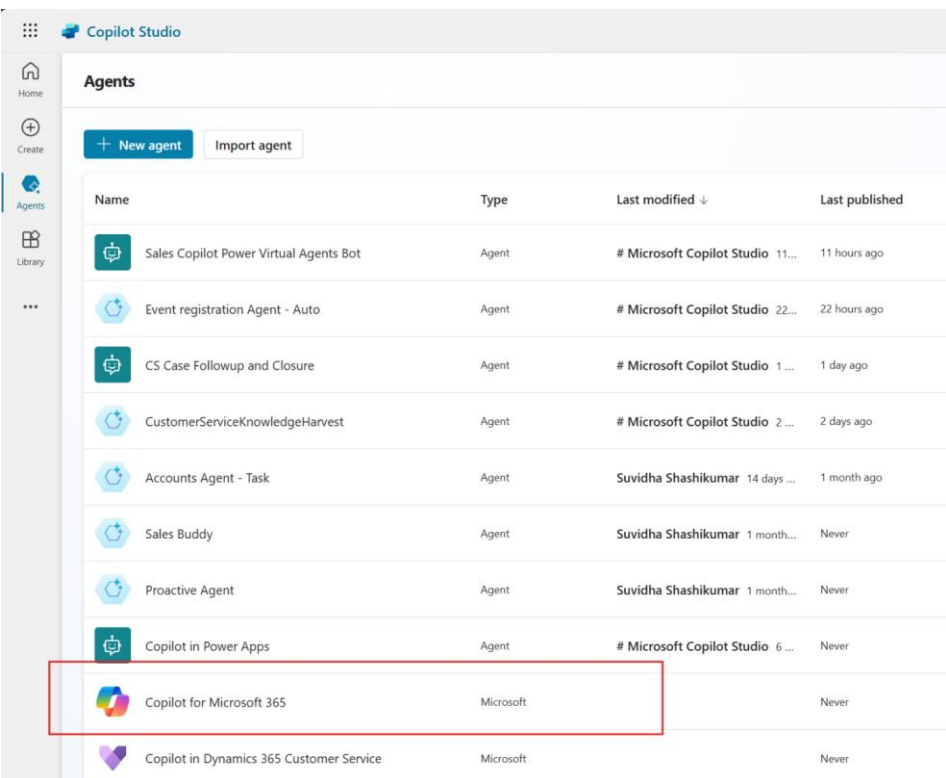 Copilot Studio
Home
Create
Agents
Library
Agents
New agent Import agent
Name Type Last modified ↓ Last published
Sales Copilot Power Virtual Agents Bot Agent # Microsoft Copilot Studio 11... 11 hours ago
Event registration Agent - Auto Agent # Microsoft Copilot Studio 22... 22 hours ago
CS Case Followup and Closure Agent # Microsoft Copilot Studio 1 ... 1 day ago
CustomerServiceKnowledgeHarvest Agent # Microsoft Copilot Studio 2 ... 2 days ago
Accounts Agent - Task Agent Suvidha Shashikumar 14 days ... 1 month ago
Sales Buddy Agent Suvidha Shashikumar 1 month... Never
Proactive Agent Agent Suvidha Shashikumar 1 month... Never
Copilot in Power Apps Agent # Microsoft Copilot Studio 6 ... Never
Copilot for Microsoft 365 Microsoft Never
Copilot in Dynamics 365 Customer Service Microsoft Never